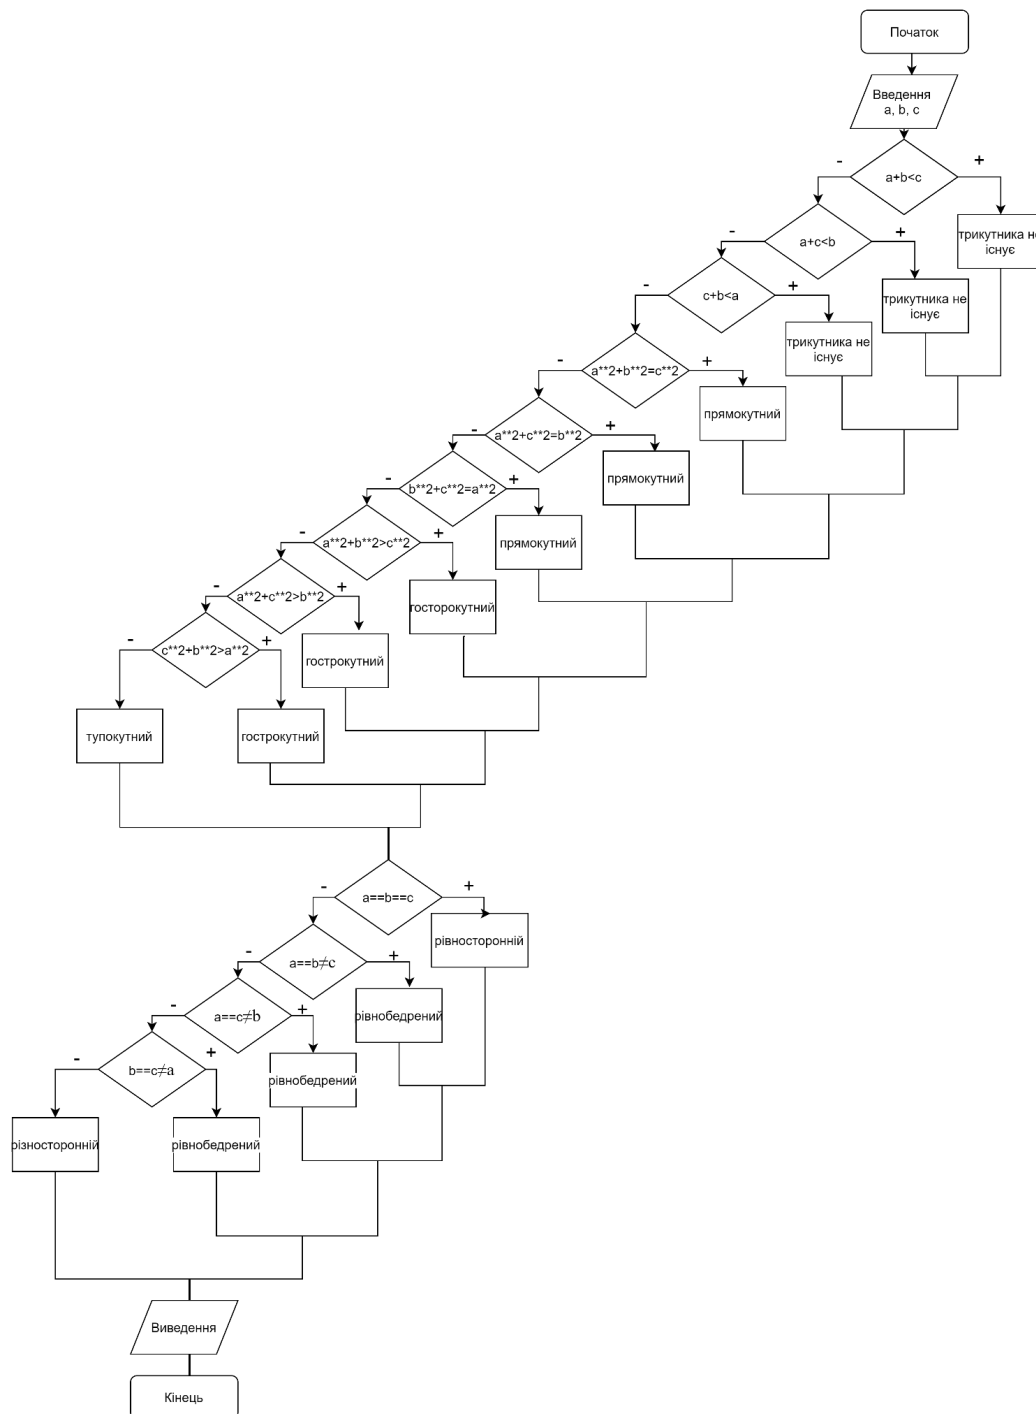 Початок
Введення
a, b, c
-
+
a+b<c
-
+
a+c<b
трикутника не
існує
-
+
c+b<a
трикутника не
існує
-
+
a**2+b**2=c**2
трикутника не
існує
-
+
a**2+c**2=b**2
прямокутний
-
+
b**2+c**2=a**2
прямокутний
-
+
a**2+b**2>c**2
прямокутний
-
+
a**2+c**2>b**2
госторокутний
-
+
c**2+b**2>a**2
гострокутний
-
+
тупокутний
гострокутний
a==b==c
-
+
рівносторонній
a==b≠c
-
+
рівнобедрений
a==c≠b
-
+
рівнобедрений
b==c≠a
-
+
різносторонній
рівнобедрений
Виведення
Кінець